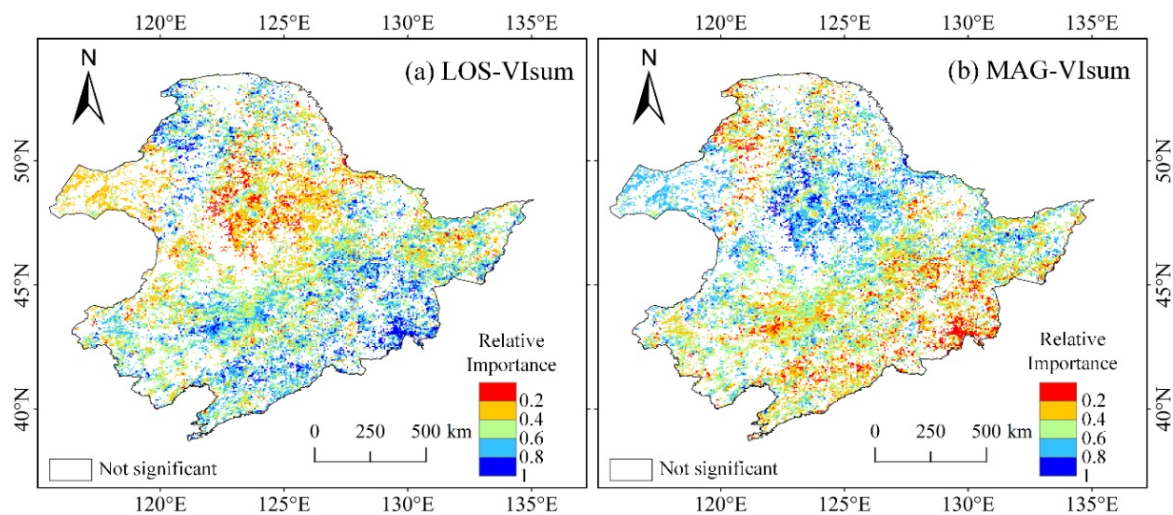 120°E 125°E 130°E 135°E 120°E 125°E 130°E 135°E
N (a) LOS-VIsum N (b) MAG-VIsum
50°N 50°N
45°N 45°N
40°N 40°N
Relative Relative
Importance Importance
0.2 0.2
0.4 0.4
0 250 500 km 0.6 0 250 500 km 0.6
0.8 0.8
Not significant 1 Not significant 1
120°E 125°E 130°E 135°E 120°E 125°E 130°E 135°E